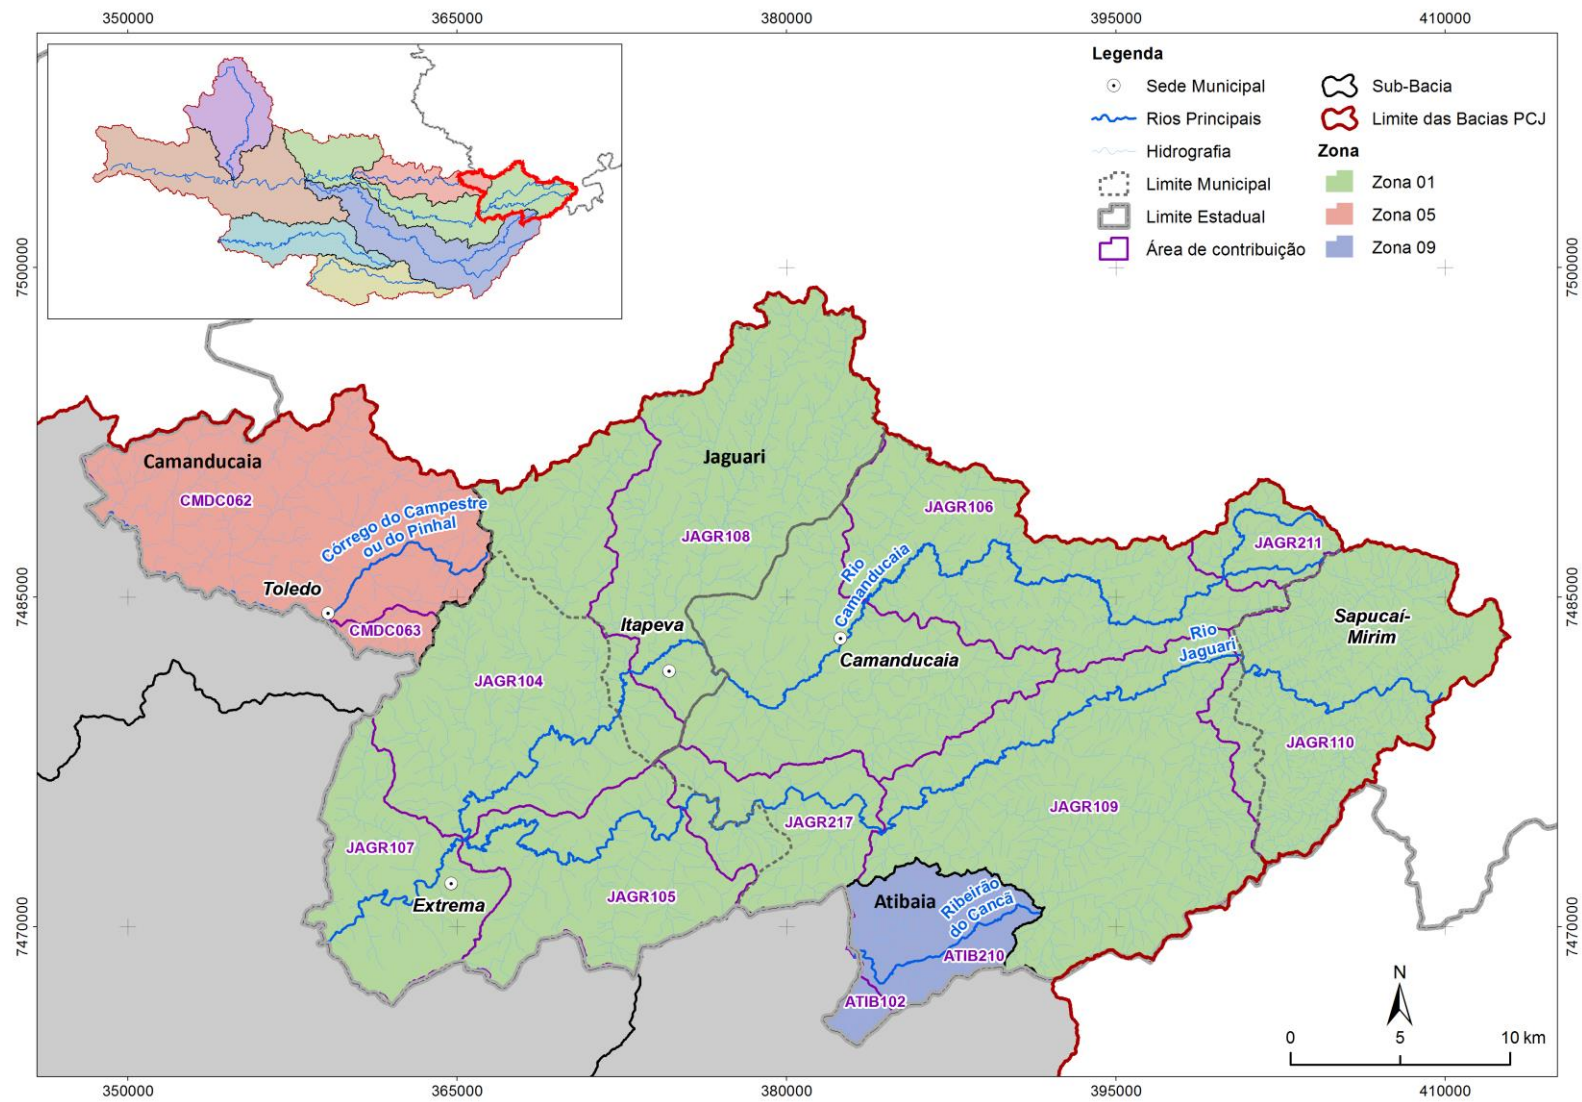 350000
365000
380000
395000
410000
Legenda
Sede Municipal
Rios Principais
Hidrografia
Limite Municipal
Limite Estadual
Área de contribuição
Sub-Bacia
Limite das Bacias PCJ
Zona
Zona 01
Zona 05
Zona 09
7500000
7500000
Camanducaia
CMDC062
Córrego do Campestre
ou do Pinhal
Toledo
CMDC063
Jaguari
JAGR108
JAGR106
JAGR211
Rio
Camanducaia
7485000
7485000
Itapeva
Camanducaia
Sapucaí-
Mirim
Rio
Jaguari
JAGR104
JAGR110
JAGR109
JAGR217
JAGR107
Extrema
JAGR105
Atibaia
Ribeirão
do Cancã
ATIB210
ATIB102
7470000
7470000
N
0
5
10 km
350000
365000
380000
395000
410000